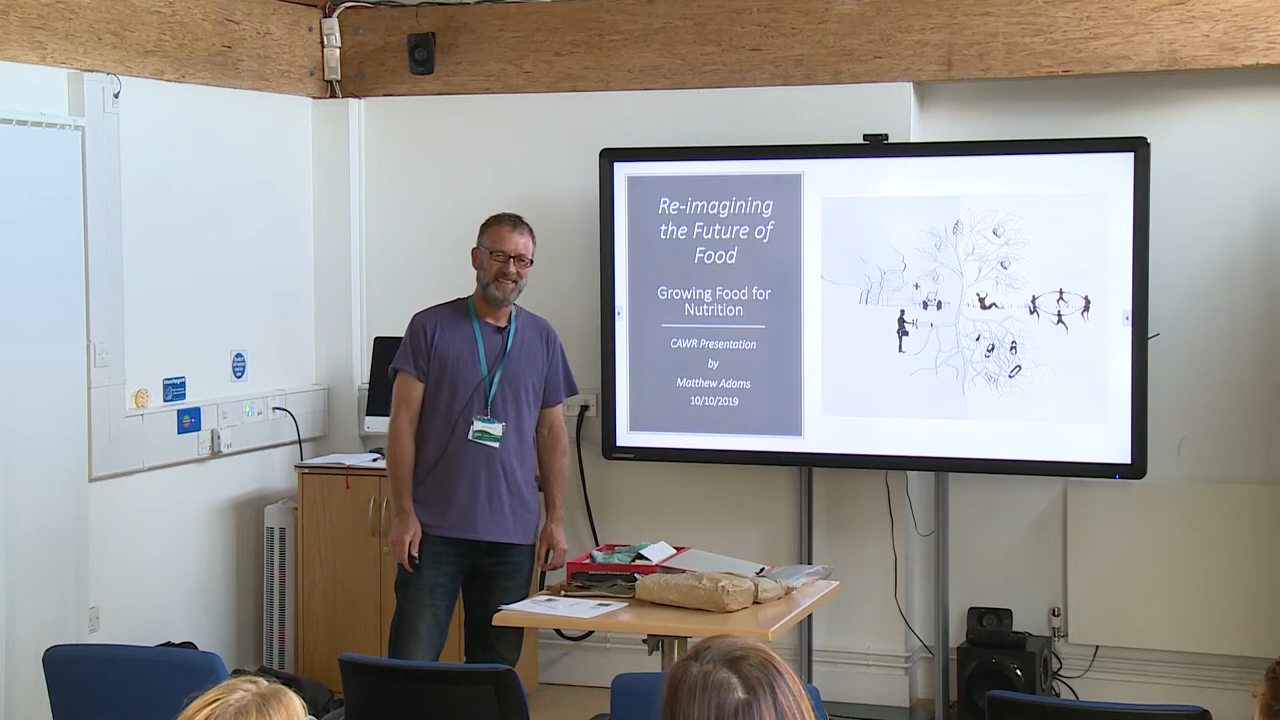 Re-imagining
the Future of
Food
Growing Food for
Nutrition
CAWR Presentation
by
Matthew Adams
10/10/2019